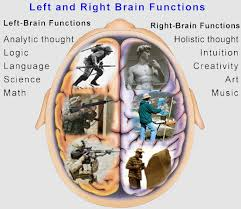 Left and Right Brain Functions
Left-Brain Functions
Analytic thought
Logic
Language
Science
Math
Right-Brain Functions
Holistic thought
Intuition
Creativity
Art
Music